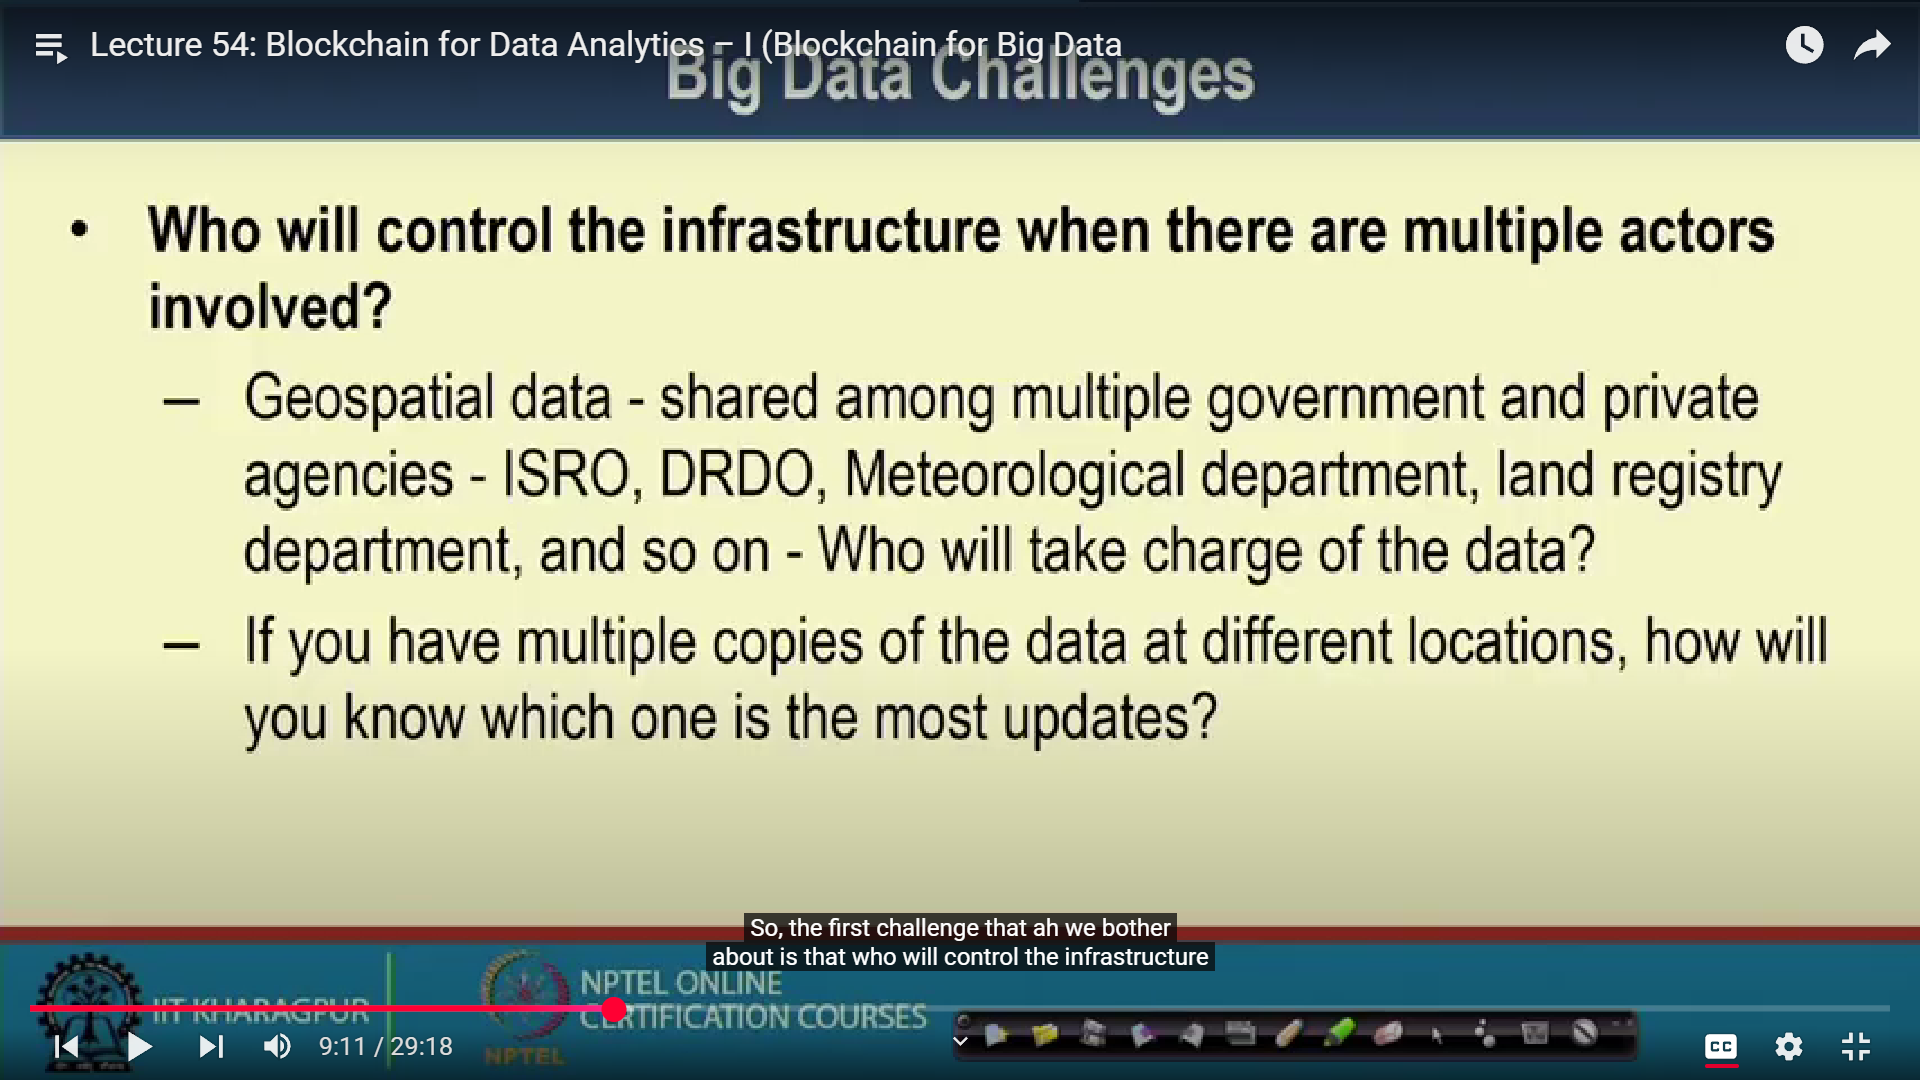 Lecture 54: Blockchain for Data Analytics – I (Blockchain for Big Data
Big Data Challenges
• Who will control the infrastructure when there are multiple actors
involved?
– Geospatial data - shared among multiple government and private
agencies - ISRO, DRDO, Meteorological department, land registry
department, and so on - Who will take charge of the data?
– If you have multiple copies of the data at different locations, how will
you know which one is the most updates?
So, the first challenge that ah we bother
about is that who will control the infrastructure
IIT KHARAGPUR
NPTEL ONLINE
CERTIFICATION COURSES
NPTEL
9:11 / 29:18
CC